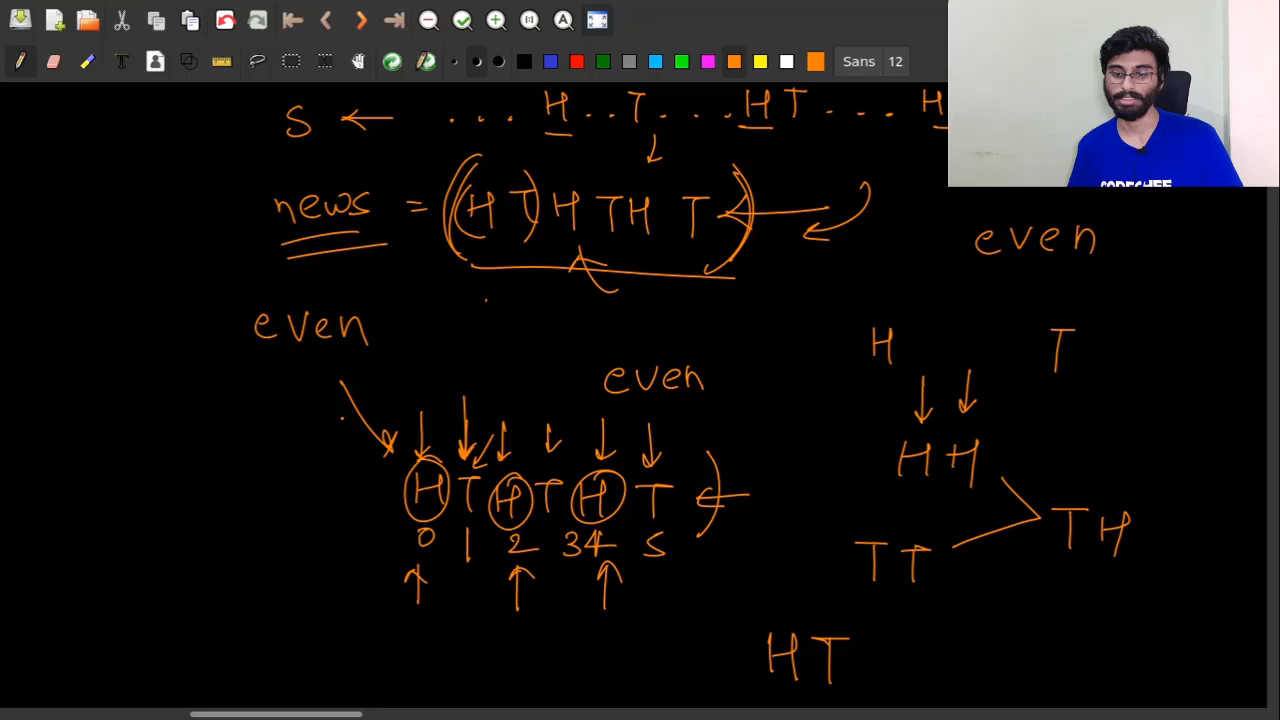 Sans 12
S ← . . . H . . T . . . . H T . . . . H
news = (H T) H T H T
even
even
even
H T
H H
H T H T H T
0 1 2 3 4 5
T H
T T
H T